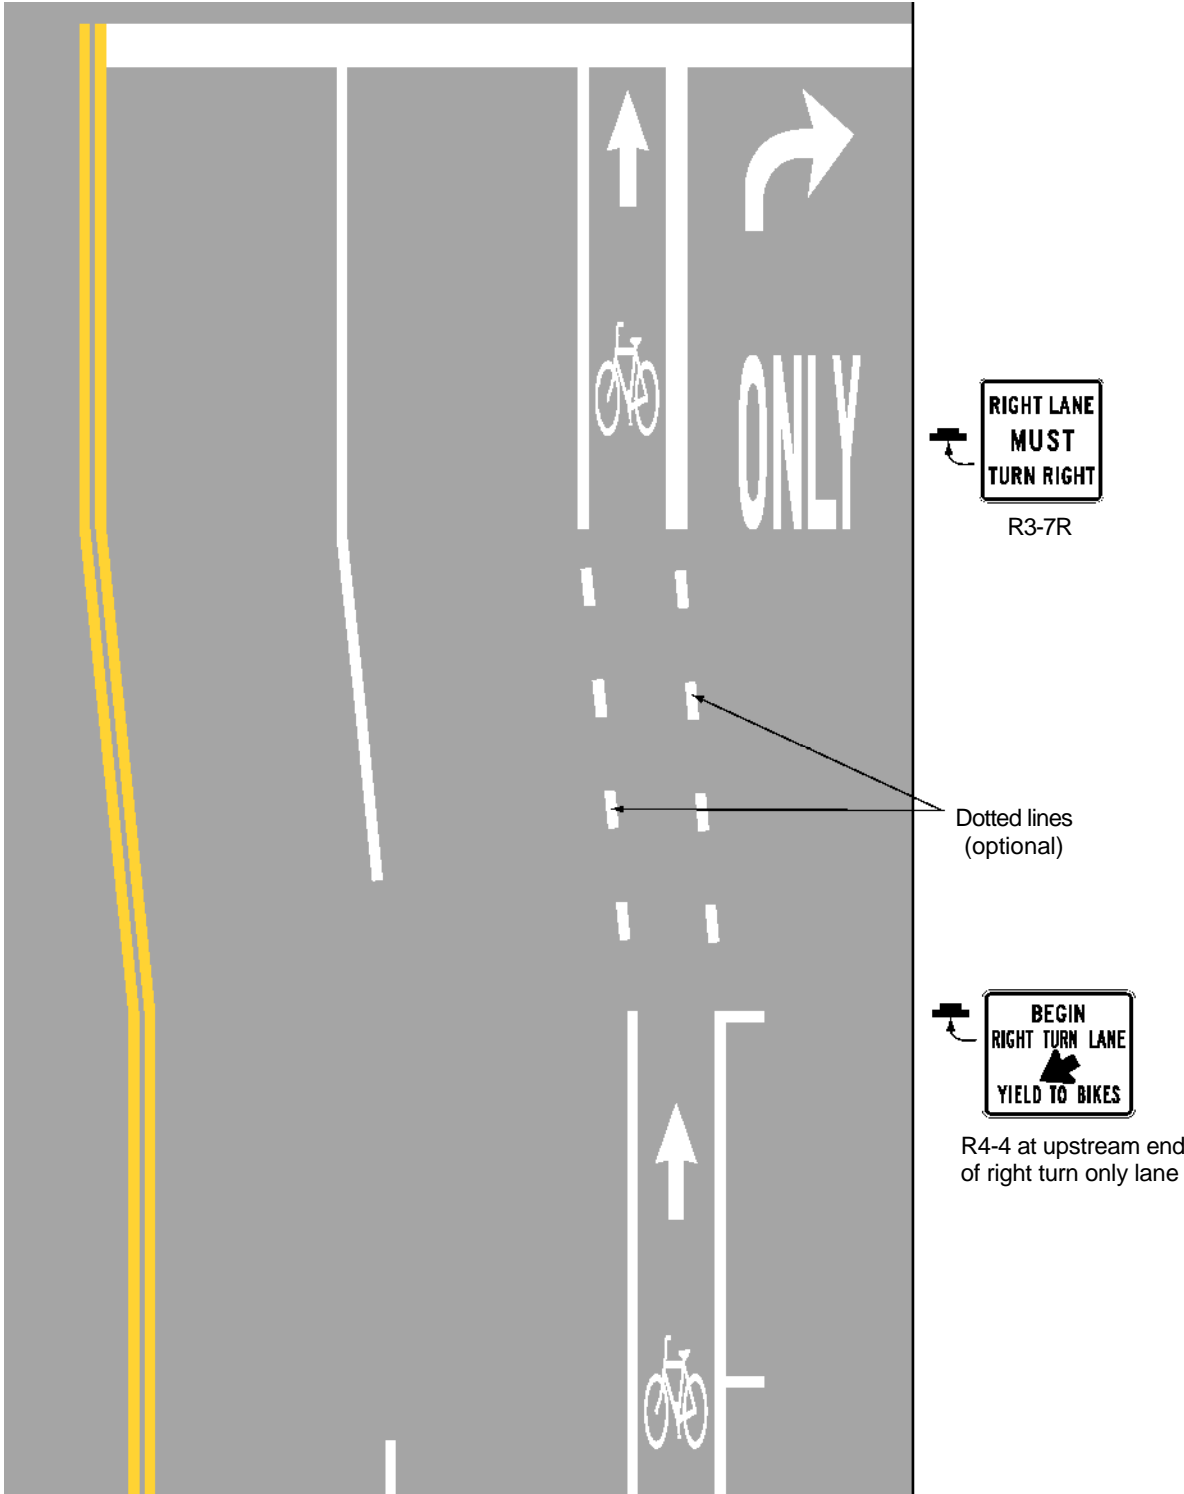 ONLY
RIGHT LANE
MUST
TURN RIGHT
R3-7R
Dotted lines
(optional)
BEGIN
RIGHT TURN LANE
YIELD TO BIKES
R4-4 at upstream end
of right turn only lane